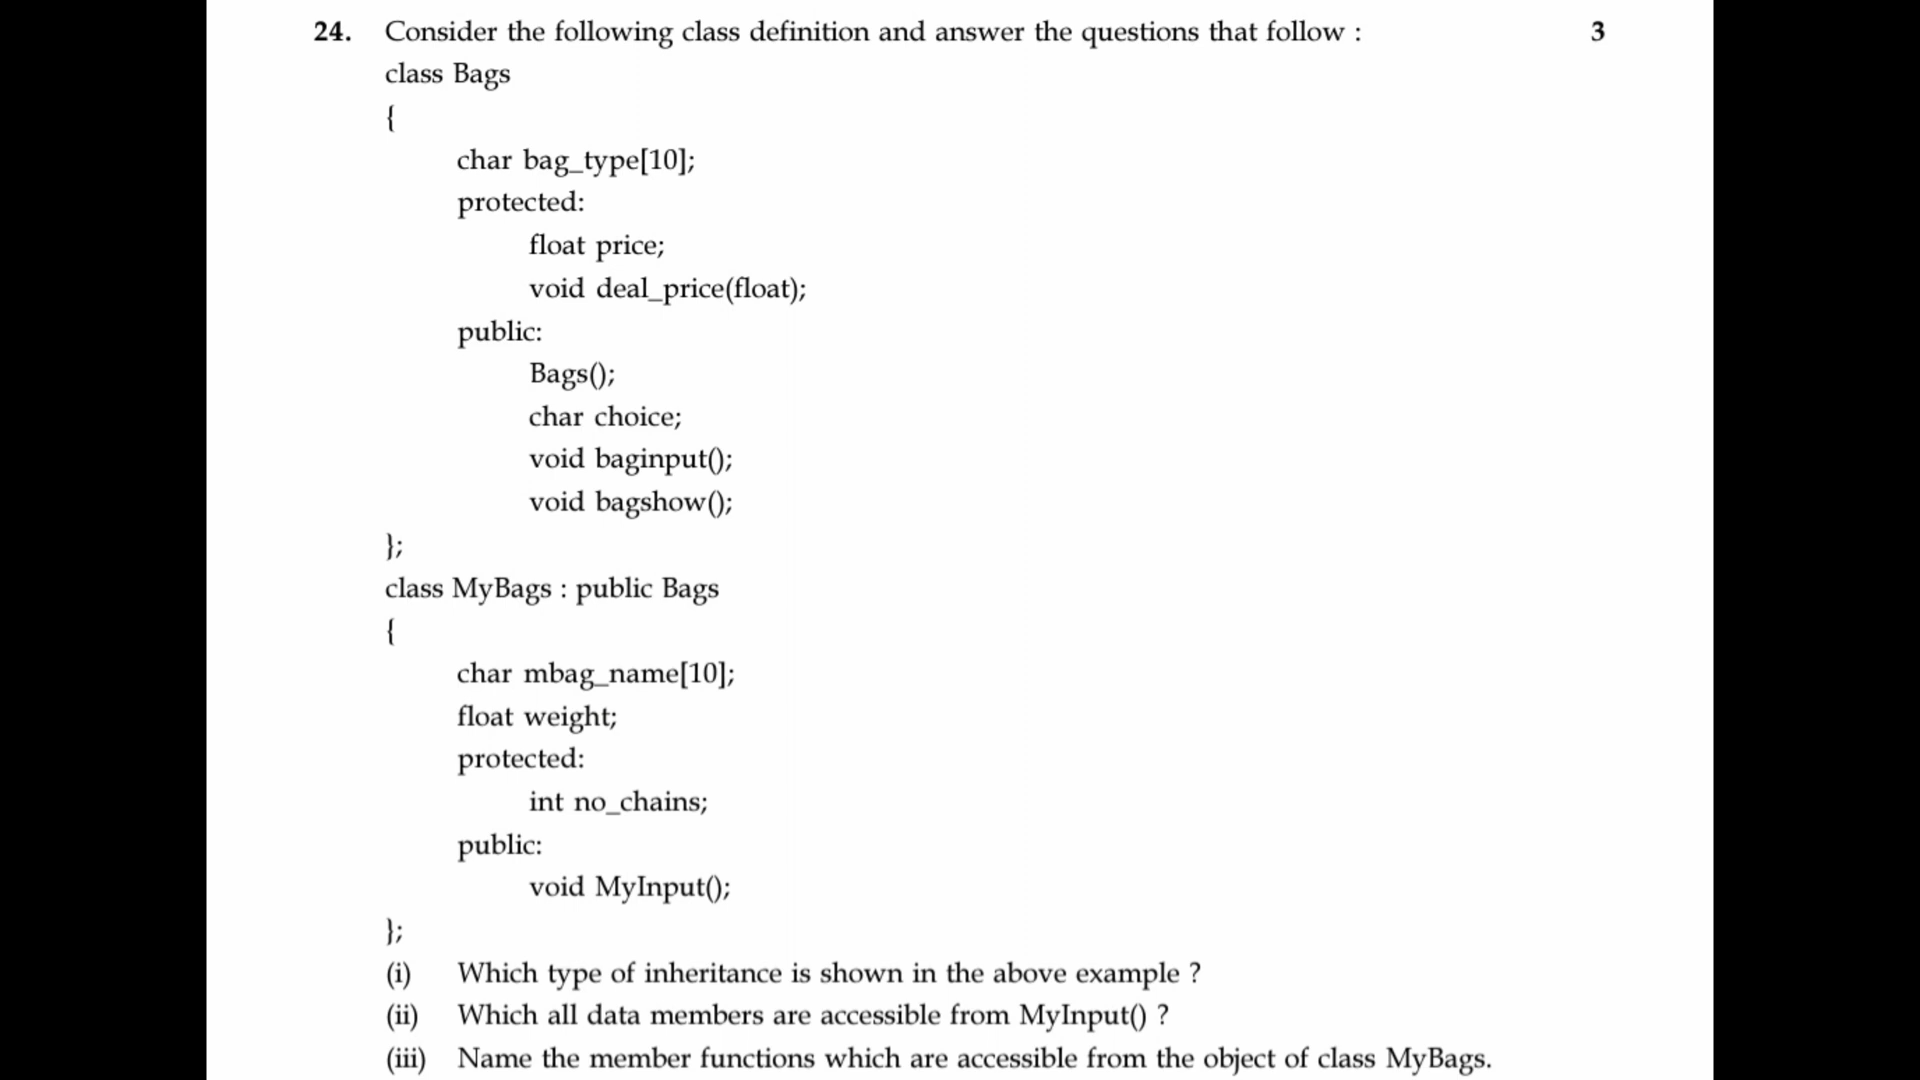 24. Consider the following class definition and answer the questions that follow : 3
class Bags
{
char bag_type[10];
protected:
float price;
void deal_price(float);
public:
Bags();
char choice;
void baginput();
void bagshow();
};
class MyBags : public Bags
{
char mbag_name[10];
float weight;
protected:
int no_chains;
public:
void MyInput();
};
(i) Which type of inheritance is shown in the above example ?
(ii) Which all data members are accessible from MyInput() ?
(iii) Name the member functions which are accessible from the object of class MyBags.